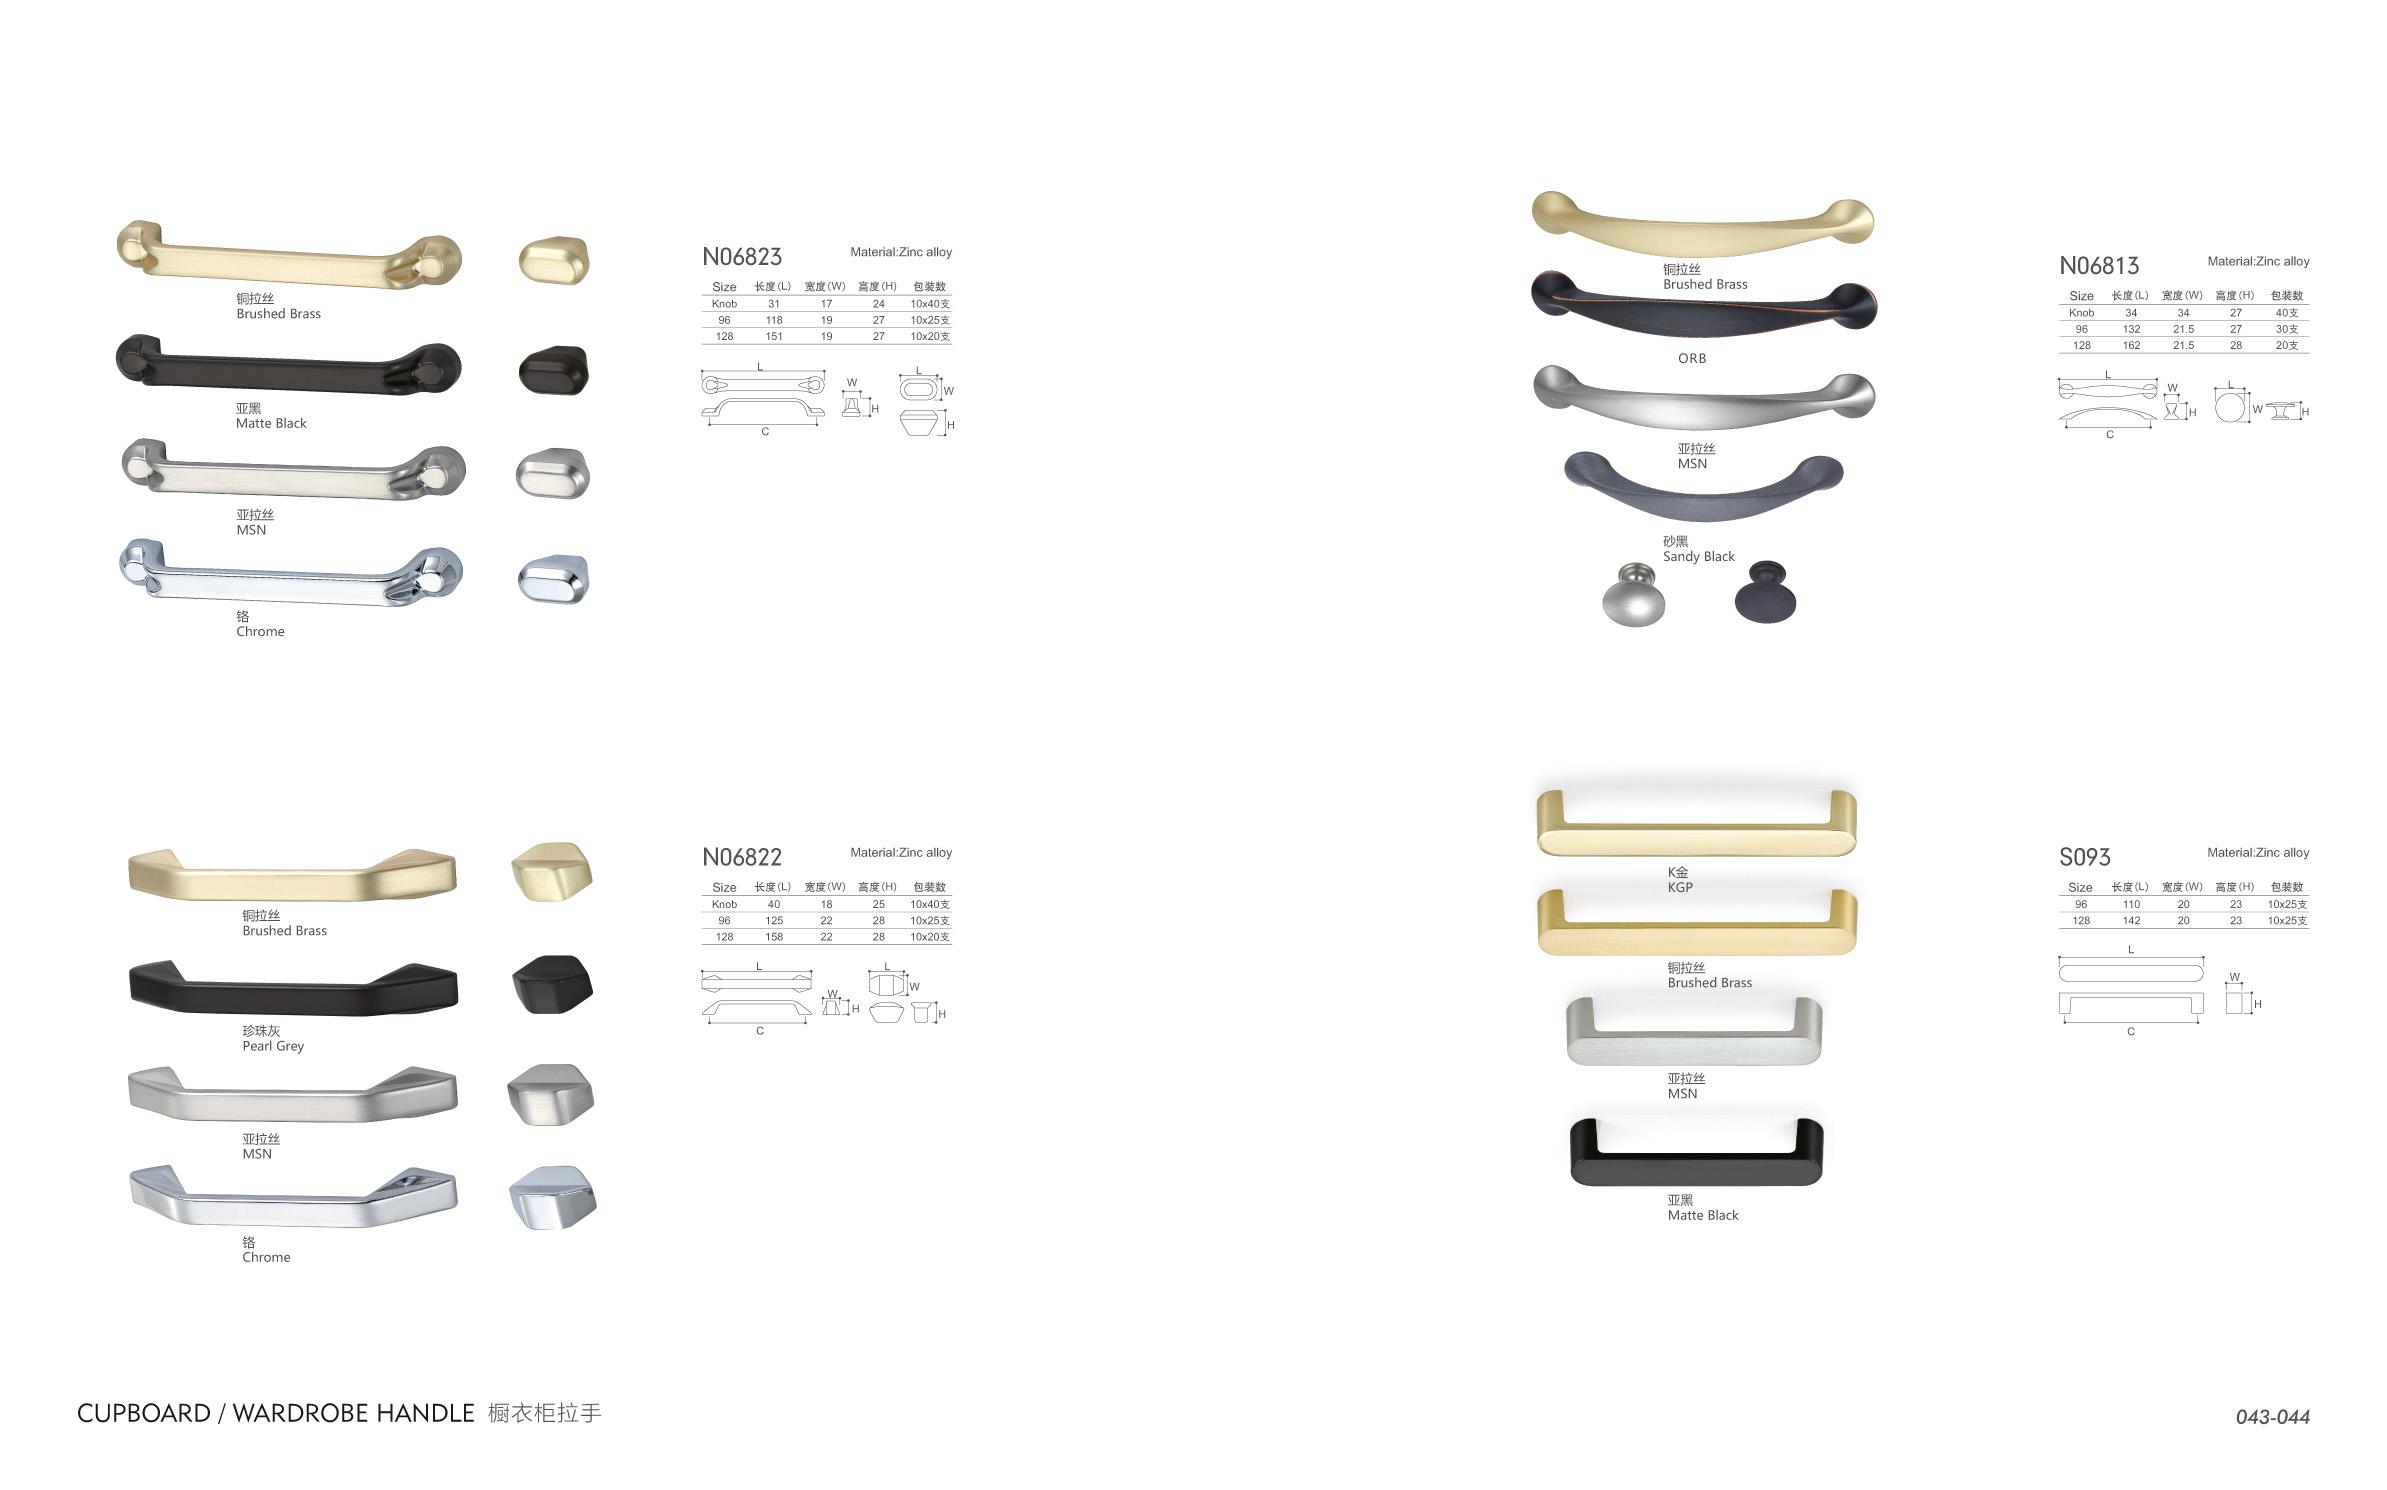 铜拉丝
Brushed Brass
亚黑
Matte Black
亚拉丝
MSN
铬
Chrome
N06823 Material:Zinc alloy
Size 长度(L) 宽度(W) 高度(H) 包装数
Knob 31 17 24 10x40支
96 118 19 27 10x25支
128 151 19 27 10x20支
L
W
H
C
L
W
H
铜拉丝
Brushed Brass
ORB
亚拉丝
MSN
砂黑
Sandy Black
N06813 Material:Zinc alloy
Size 长度(L) 宽度(W) 高度(H) 包装数
Knob 34 34 27 40支
96 132 21.5 27 30支
128 162 21.5 28 20支
L
W
H
C
L
W
H
铜拉丝
Brushed Brass
珍珠灰
Pearl Grey
亚拉丝
MSN
铬
Chrome
N06822 Material:Zinc alloy
Size 长度(L) 宽度(W) 高度(H) 包装数
Knob 40 18 25 10x40支
96 125 22 28 10x25支
128 158 22 28 10x20支
L
W
H
C
L
W
H
K金
KGP
铜拉丝
Brushed Brass
亚拉丝
MSN
亚黑
Matte Black
S093 Material:Zinc alloy
Size 长度(L) 宽度(W) 高度(H) 包装数
96 110 20 23 10x25支
128 142 20 23 10x25支
L
W
H
C
CUPBOARD / WARDROBE HANDLE 橱衣柜拉手
043-044